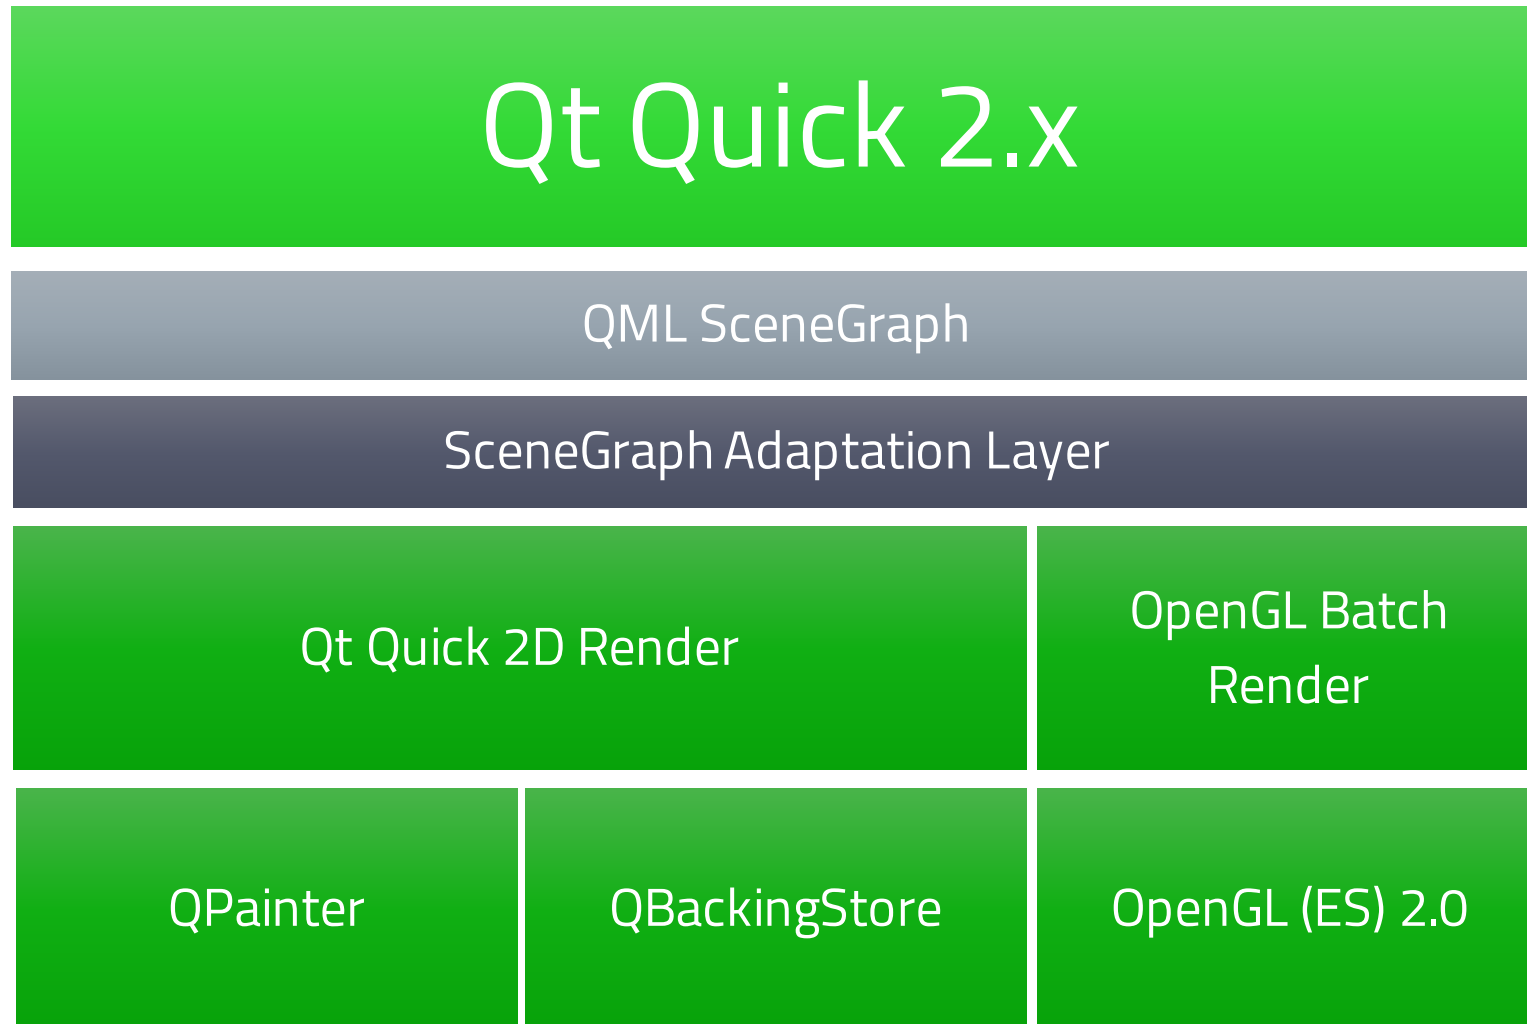 Qt Quick 2.x
QML SceneGraph
SceneGraph Adaptation Layer
Qt Quick 2D Render
OpenGL Batch
Render
QPainter
QBackingStore
OpenGL (ES) 2.0